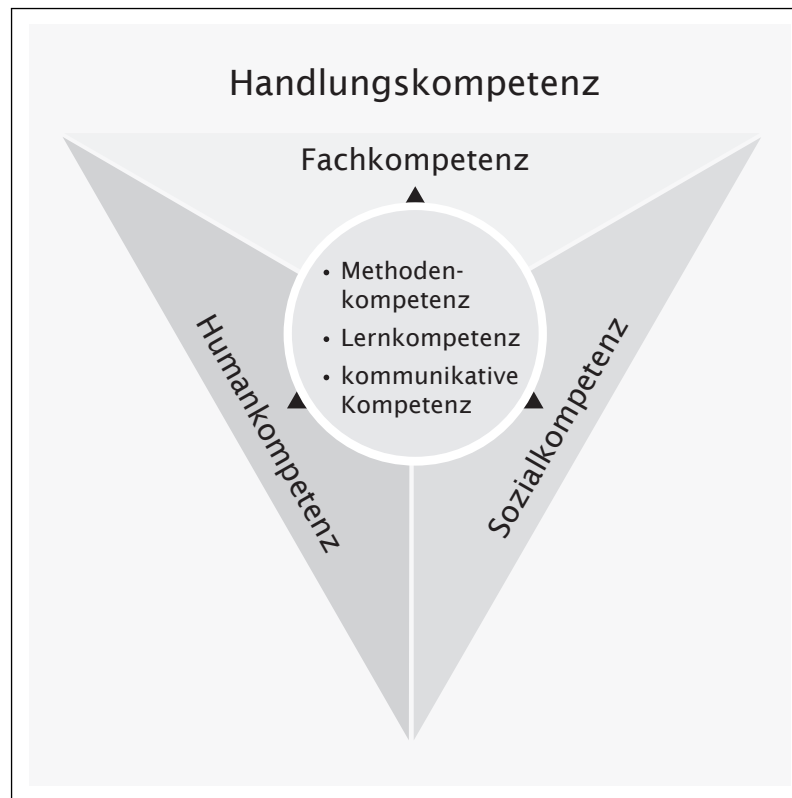 Handlungskompetenz
Fachkompetenz
• Methoden-
kompetenz
• Lernkompetenz
• kommunikative
Kompetenz
Humankompetenz
Sozialkompetenz